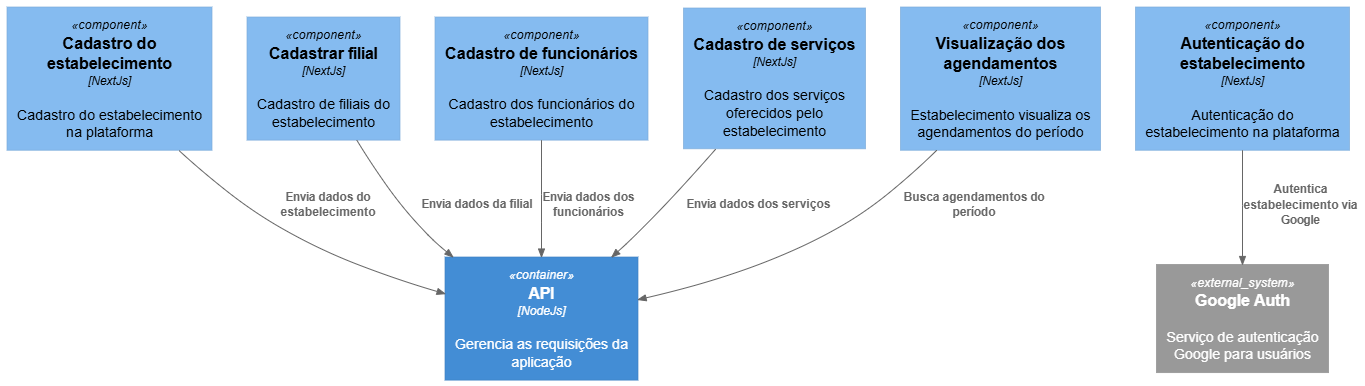 «component»
Cadastro do
estabelecimento
[NextJs]
Cadastro do estabelecimento
na plataforma
«component»
Cadastrar filial
[NextJs]
Cadastro de filiais do
estabelecimento
«component»
Cadastro de funcionários
[NextJs]
Cadastro dos funcionários do
estabelecimento
«component»
Cadastro de serviços
[NextJs]
Cadastro dos serviços
oferecidos pelo
estabelecimento
«component»
Visualização dos
agendamentos
[NextJs]
Estabelecimento visualiza os
agendamentos do período
«component»
Autenticação do
estabelecimento
[NextJs]
Autenticação do
estabelecimento na plataforma
Envia dados do
estabelecimento
Envia dados da filial
Envia dados dos
funcionários
Envia dados dos serviços
Busca agendamentos do
período
Autentica
estabelecimento via
Google
«container»
API
[NodeJs]
Gerencia as requisições da
aplicação
«external_system»
Google Auth
Serviço de autenticação
Google para usuários